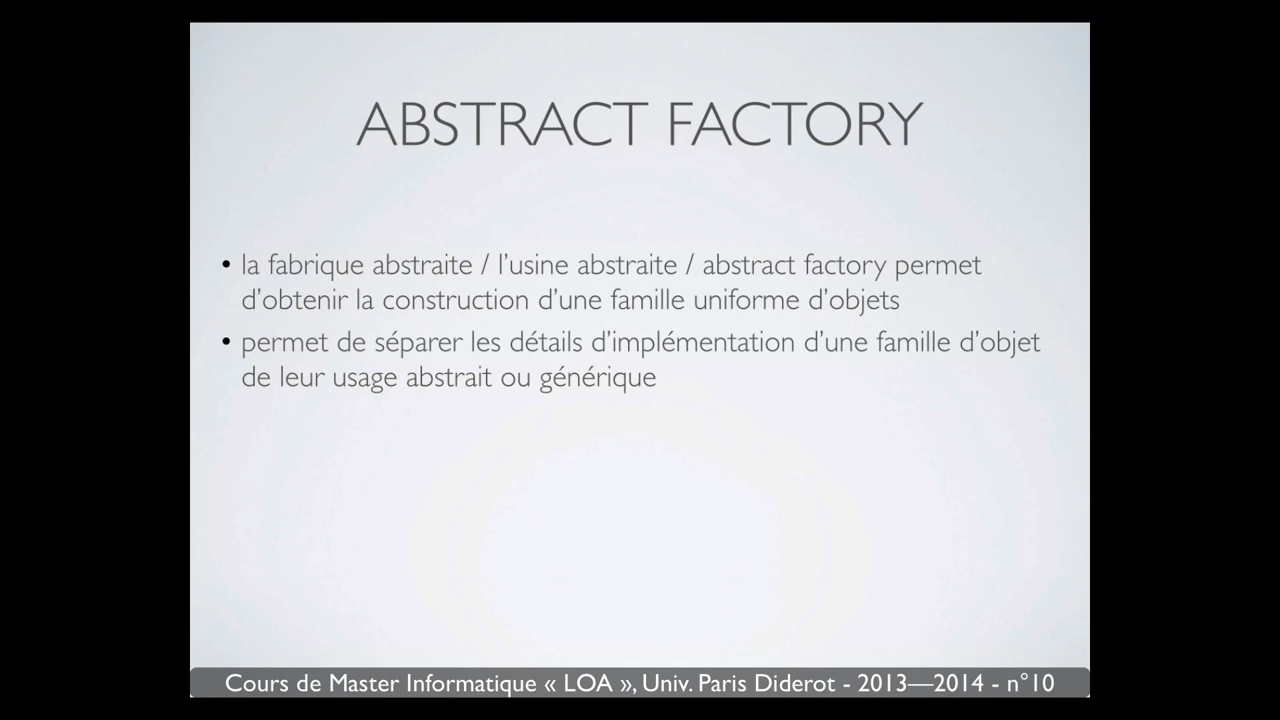 ABSTRACT FACTORY
• la fabrique abstraite / l’usine abstraite / abstract factory permet
d’obtenir la construction d’une famille uniforme d’objets
• permet de séparer les détails d’implémentation d’une famille d’objet
de leur usage abstrait ou générique
Cours de Master Informatique « LOA », Univ. Paris Diderot - 2013—2014 - n°10